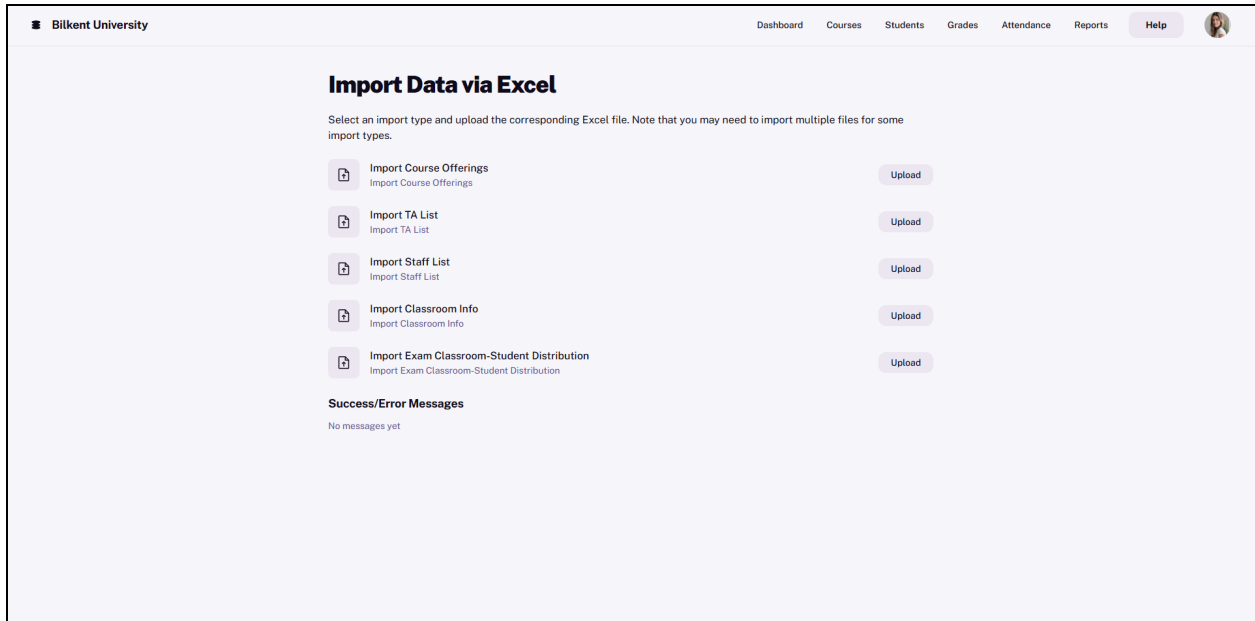 Bilkent University
Dashboard
Courses
Students
Grades
Attendance
Reports
Help
Import Data via Excel
Select an import type and upload the corresponding Excel file. Note that you may need to import multiple files for some
import types.
Import Course Offerings
Import Course Offerings
Upload
Import TA List
Import TA List
Upload
Import Staff List
Import Staff List
Upload
Import Classroom Info
Import Classroom Info
Upload
Import Exam Classroom-Student Distribution
Import Exam Classroom-Student Distribution
Upload
Success/Error Messages
No messages yet